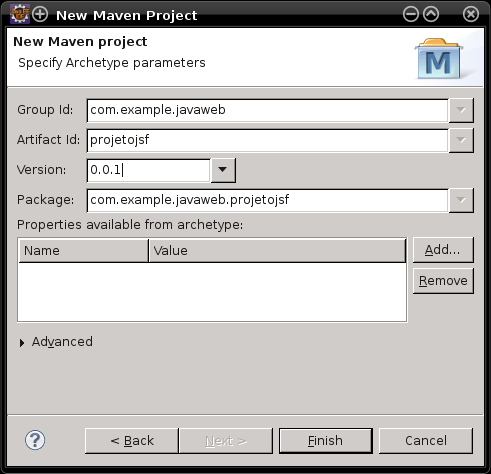 New Maven Project
New Maven project
Specify Archetype parameters
M
Group Id: com.example.javaweb
Artifact Id: projetojsf
Version: 0.0.1
Package: com.example.javaweb.projetojsf
Properties available from archetype:
Name Value
Add...
Remove
Advanced
? < Back Next > Finish Cancel